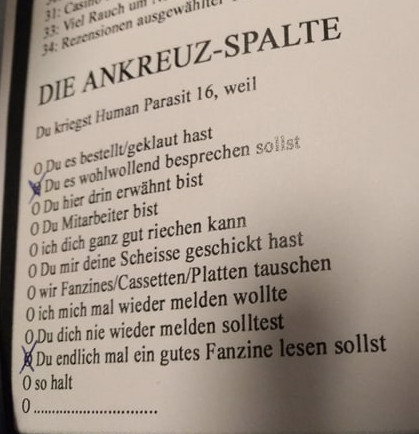 31: Casino
33: Viel Rauch um
34: Rezensionen ausgewählter
DIE ANKREUZ-SPALTE
Du kriegst Human Parasit 16, weil
O Du es bestellt/geklaut hast
O Du es wohlwollend besprechen sollst
O Du hier drin erwähnt bist
O Du Mitarbeiter bist
O ich dich ganz gut riechen kann
O Du mir deine Scheisse geschickt hast
O wir Fanzines/Cassetten/Platten tauschen
O ich mich mal wieder melden wollte
O Du dich nie wieder melden solltest
O Du endlich mal ein gutes Fanzine lesen sollst
O so halt
O ..............................